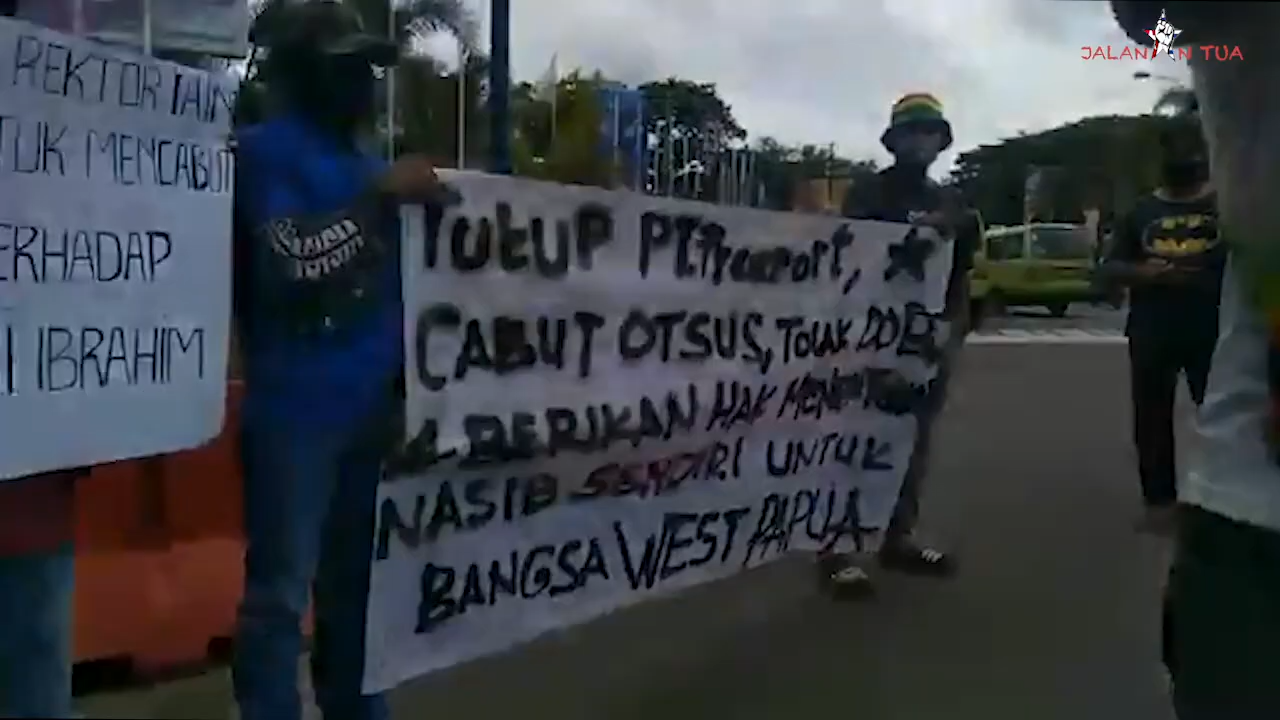 REKTOR IAIN
TUK MENCABUT
ERHADAP
I IBRAHIM
TUtUP PT.Freeport,
CABUT OTSUS, TOLAK DOB
BERIKAN HAK MENENTUKAN
NASIB SENDIRI UNTUK
BANGSA WEST PAPUA
JALANAN TUA